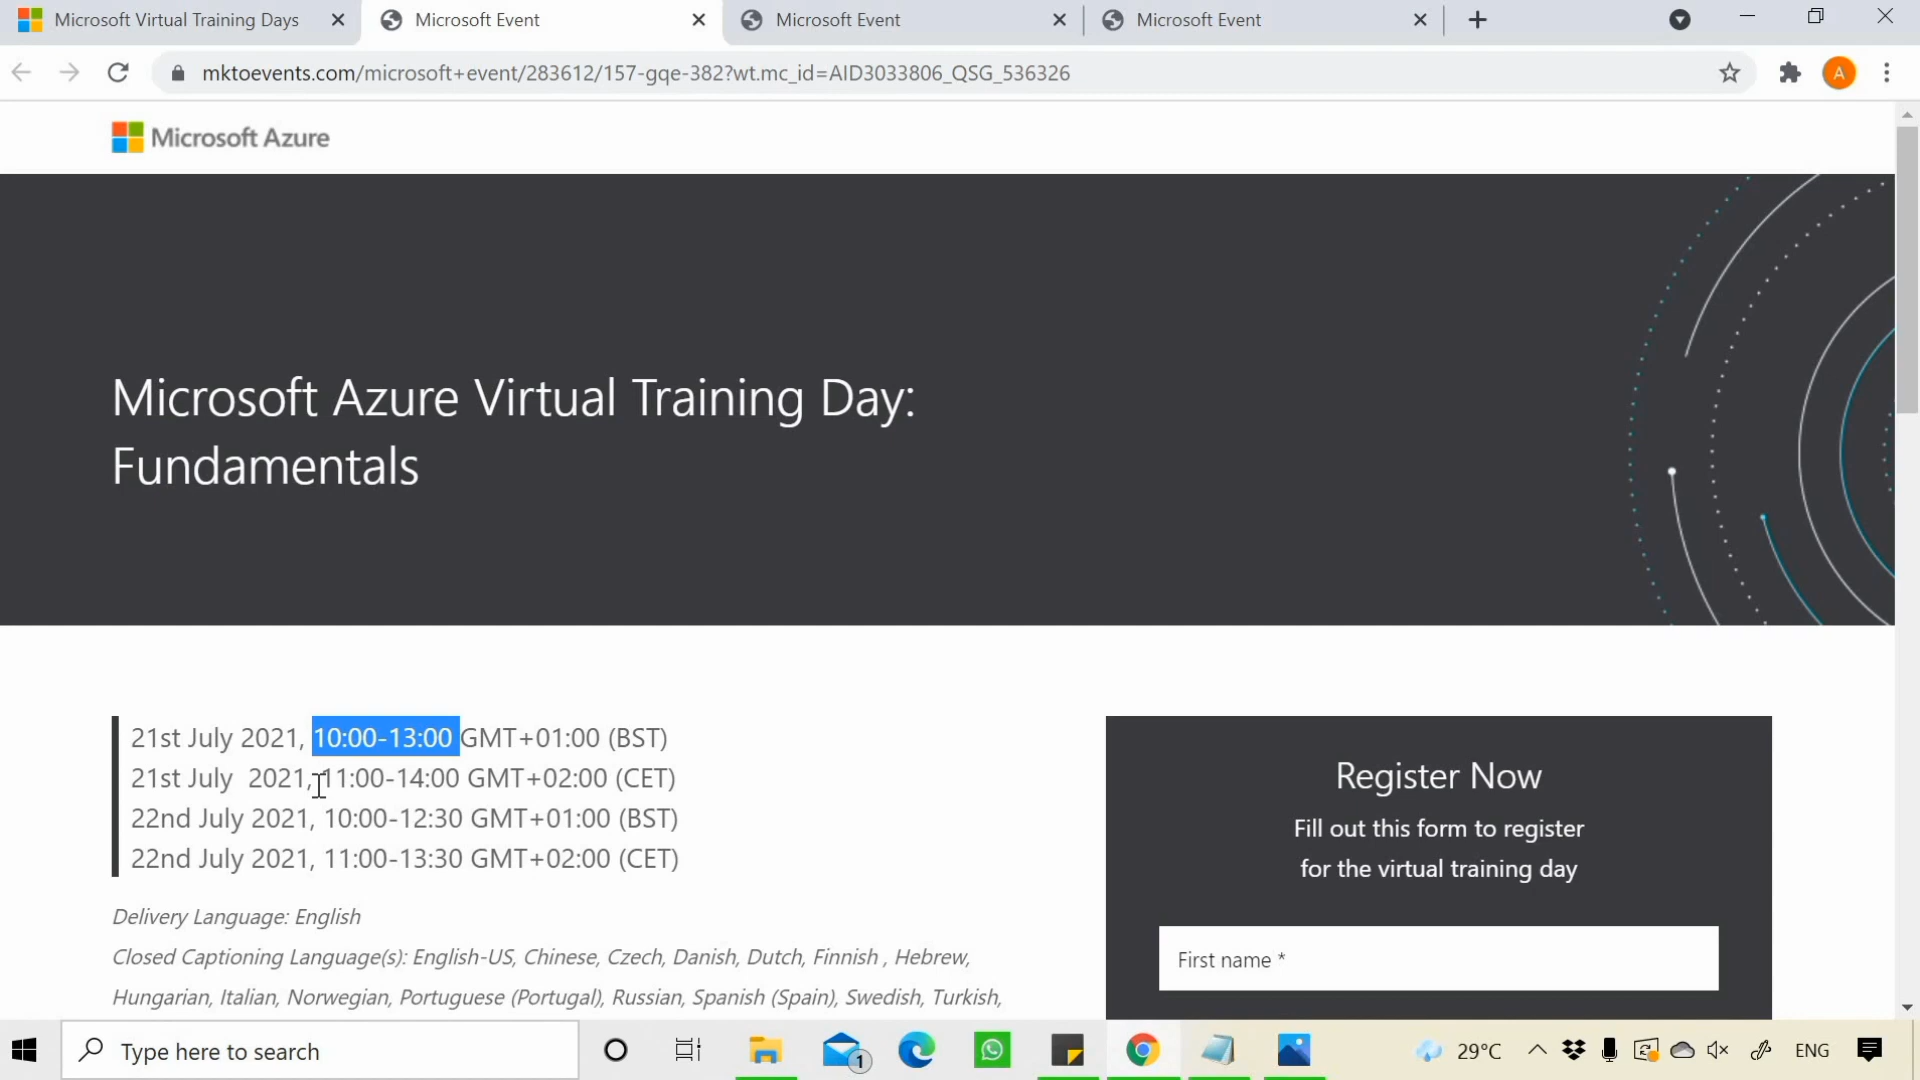 Microsoft Virtual Training Days
Microsoft Event
Microsoft Event
Microsoft Event
mktoevents.com/microsoft+event/283612/157-gqe-382?wt.mc_id=AID3033806_QSG_536326
A
Microsoft Azure
Microsoft Azure Virtual Training Day:
Fundamentals
21st July 2021, 10:00-13:00 GMT+01:00 (BST)
21st July  2021, 11:00-14:00 GMT+02:00 (CET)
22nd July 2021, 10:00-12:30 GMT+01:00 (BST)
22nd July 2021, 11:00-13:30 GMT+02:00 (CET)
Delivery Language: English
Closed Captioning Language(s): English-US, Chinese, Czech, Danish, Dutch, Finnish , Hebrew,
Hungarian, Italian, Norwegian, Portuguese (Portugal), Russian, Spanish (Spain), Swedish, Turkish,
Register Now
Fill out this form to register
for the virtual training day
First name *
Type here to search
1
29°C
ENG